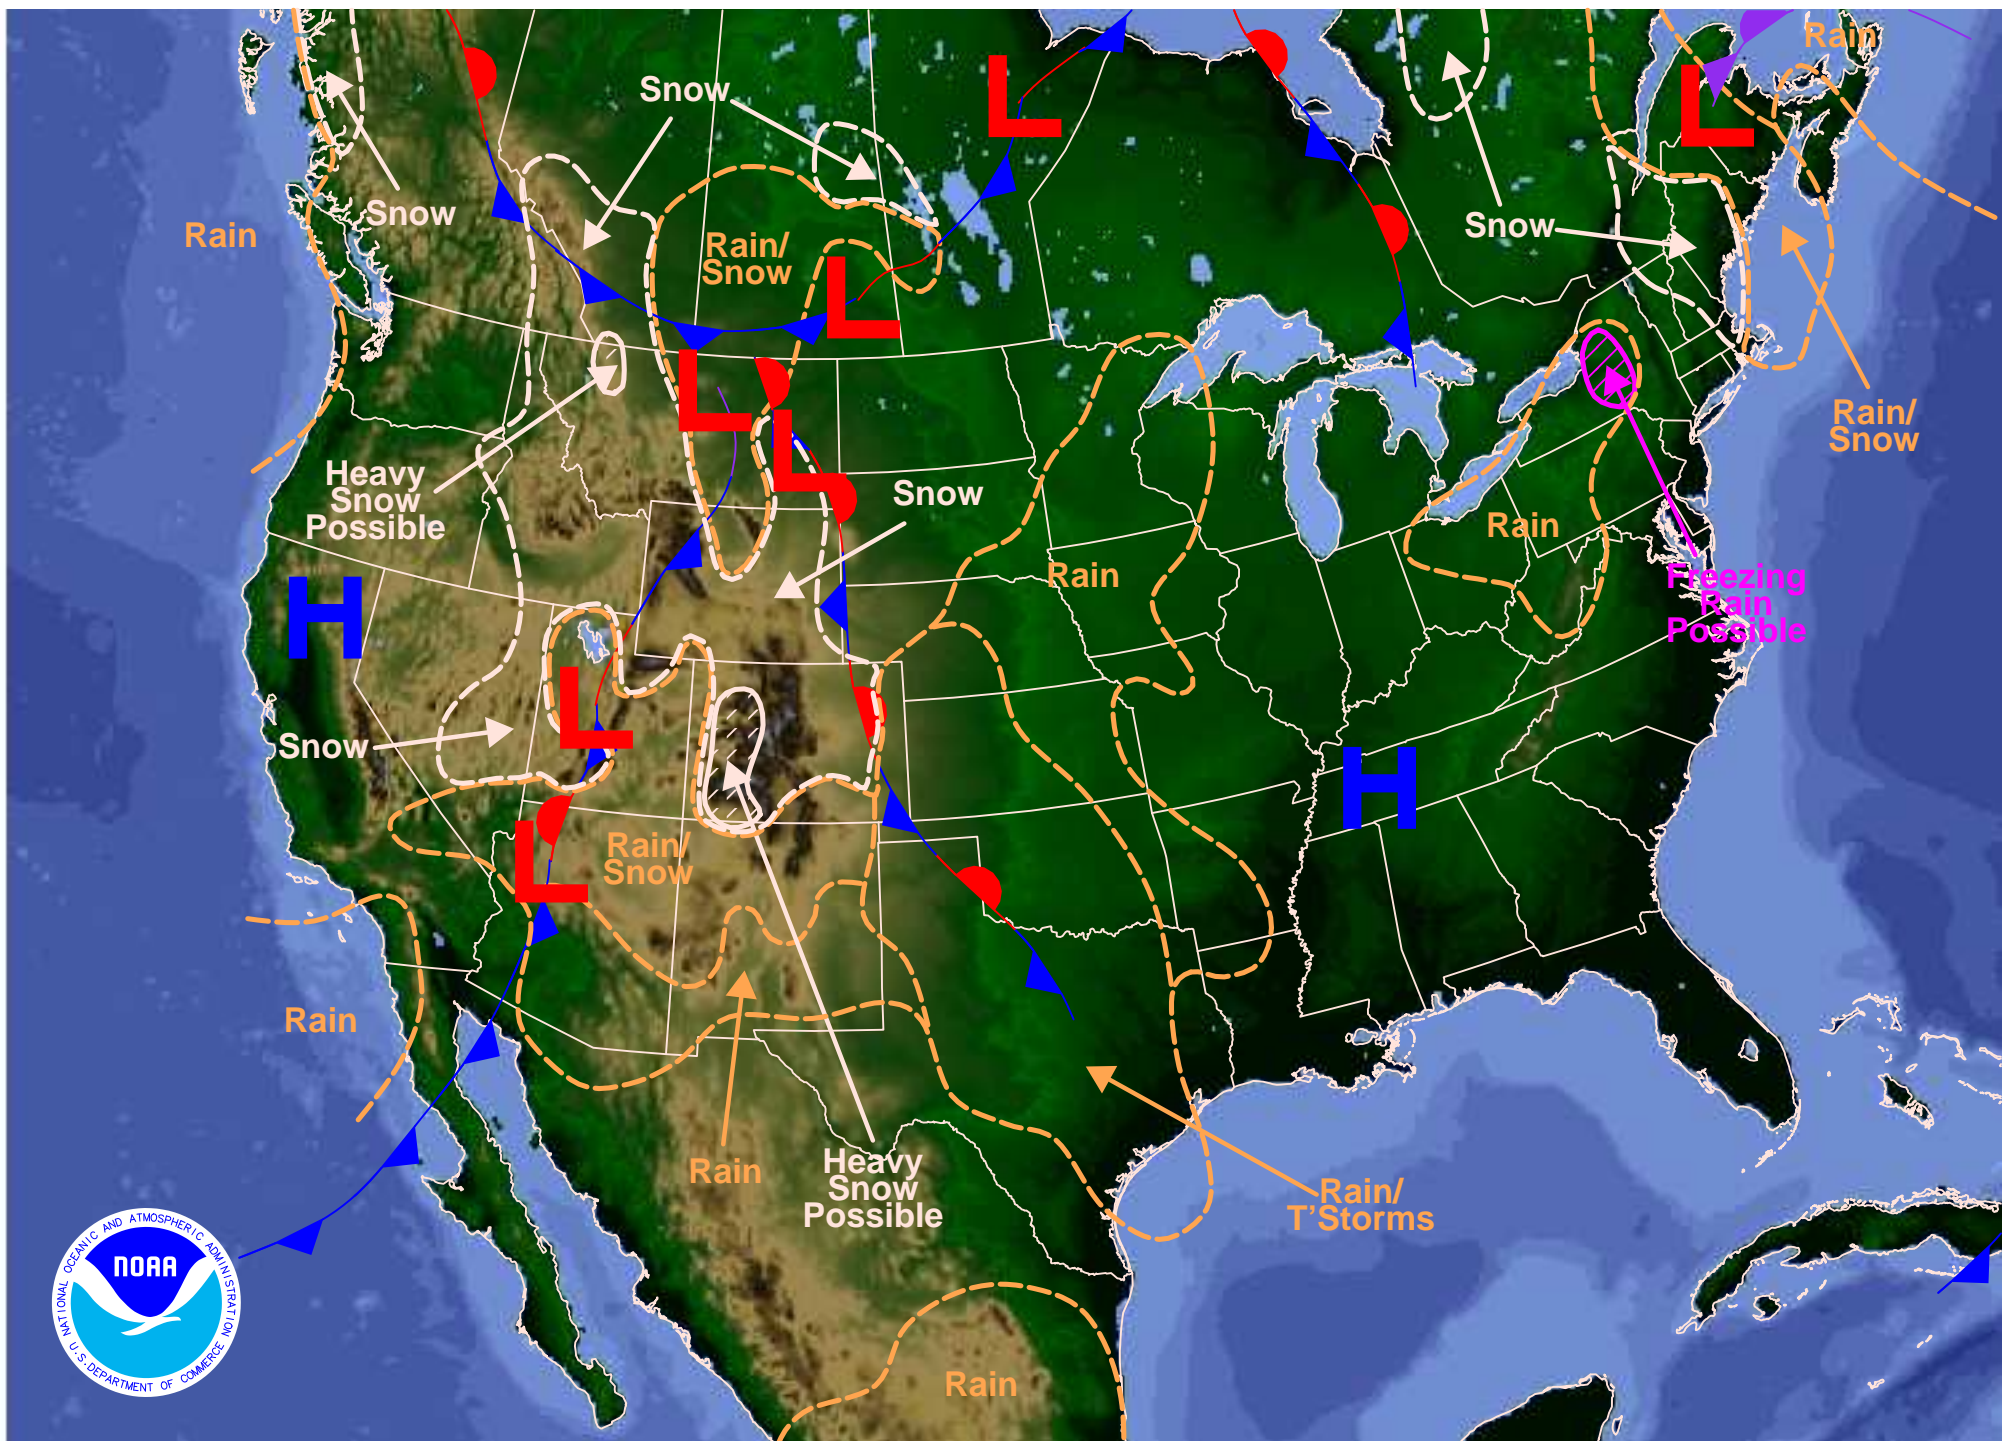 Rain
Snow
Snow
Snow
Rain
Rain/
Snow
Snow
Rain/
Snow
Heavy
Snow
Possible
Snow
Rain
Rain
Freezing
Rain
Possible
Snow
Rain/
Snow
Rain
Rain
Heavy
Snow
Possible
Rain/
T'Storms
Rain
L
L
L
L
L
L
L
H
H
NATIONAL OCEANIC AND ATMOSPHERIC ADMINISTRATION
NOAA
U.S. DEPARTMENT OF COMMERCE